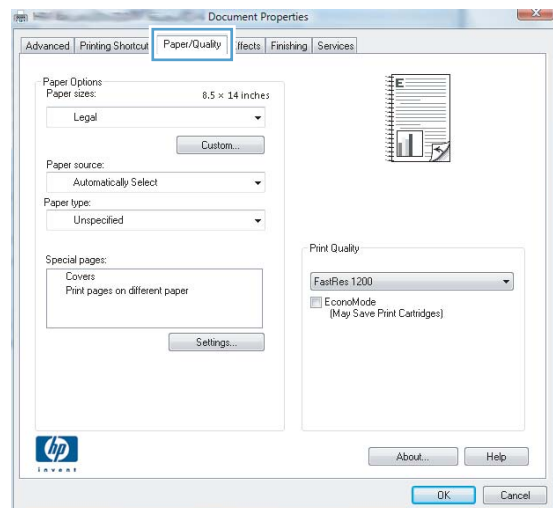 Document Properties
Advanced
Printing Shortcut
Paper/Quality
ffects
Finishing
Services
Paper Options
Paper sizes:
8.5 × 14 inches
Legal
Custom...
Paper source:
Automatically Select
Paper type:
Unspecified
Special pages:
Covers
Print pages on different paper
Settings...
E
Print Quality
FastRes 1200
EconoMode
(May Save Print Cartridges)
hp
invent
About...
Help
OK
Cancel